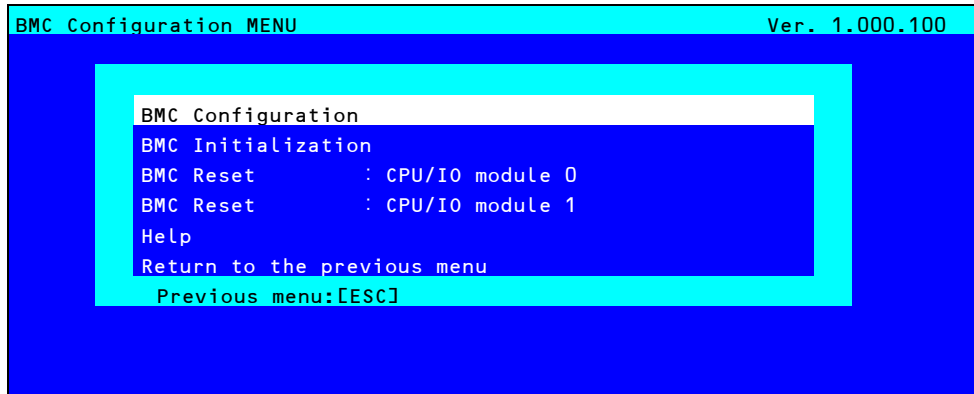 BMC Configuration MENU Ver. 1.000.100
BMC Configuration
BMC Initialization
BMC Reset : CPU/IO module 0
BMC Reset : CPU/IO module 1
Help
Return to the previous menu
Previous menu:[ESC]